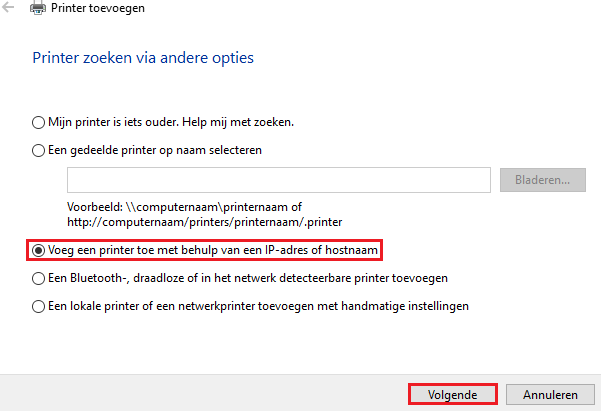 Printer toevoegen
Printer zoeken via andere opties
Mijn printer is iets ouder. Help mij met zoeken.
Een gedeelde printer op naam selecteren
Bladeren...
Voorbeeld: \\computernaam\printernaam of
http://computernaam/printers/printernaam/.printer
Voeg een printer toe met behulp van een IP-adres of hostnaam
Een Bluetooth-, draadloze of in het netwerk detecteerbare printer toevoegen
Een lokale printer of een netwerkprinter toevoegen met handmatige instellingen
Volgende
Annuleren